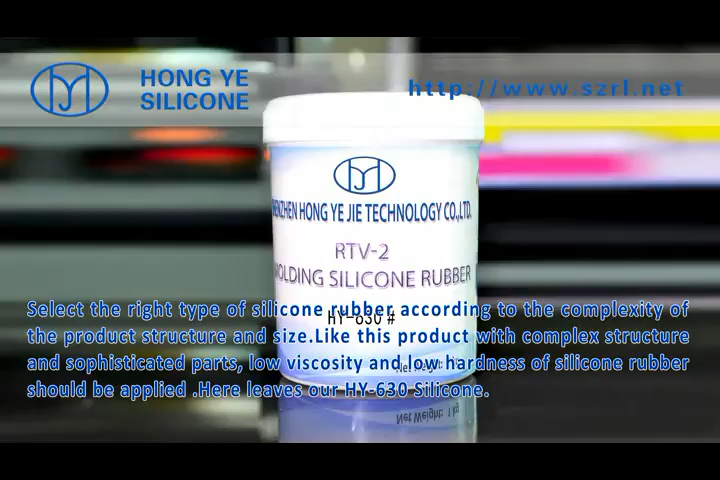 HONG YE
SILICONE
http://www.szrl.net
SHENZHEN HONG YE JIE TECHNOLOGY CO.,LTD.
RTV-2
MOLDING SILICONE RUBBER
HY-630 #
Select the right type of silicone rubber according to the complexity of
the product structure and size.Like this product with complex structure
and sophisticated parts, low viscosity and low hardness of silicone rubber
should be applied .Here leaves our HY-630 Silicone.
Net Weight: 1kg